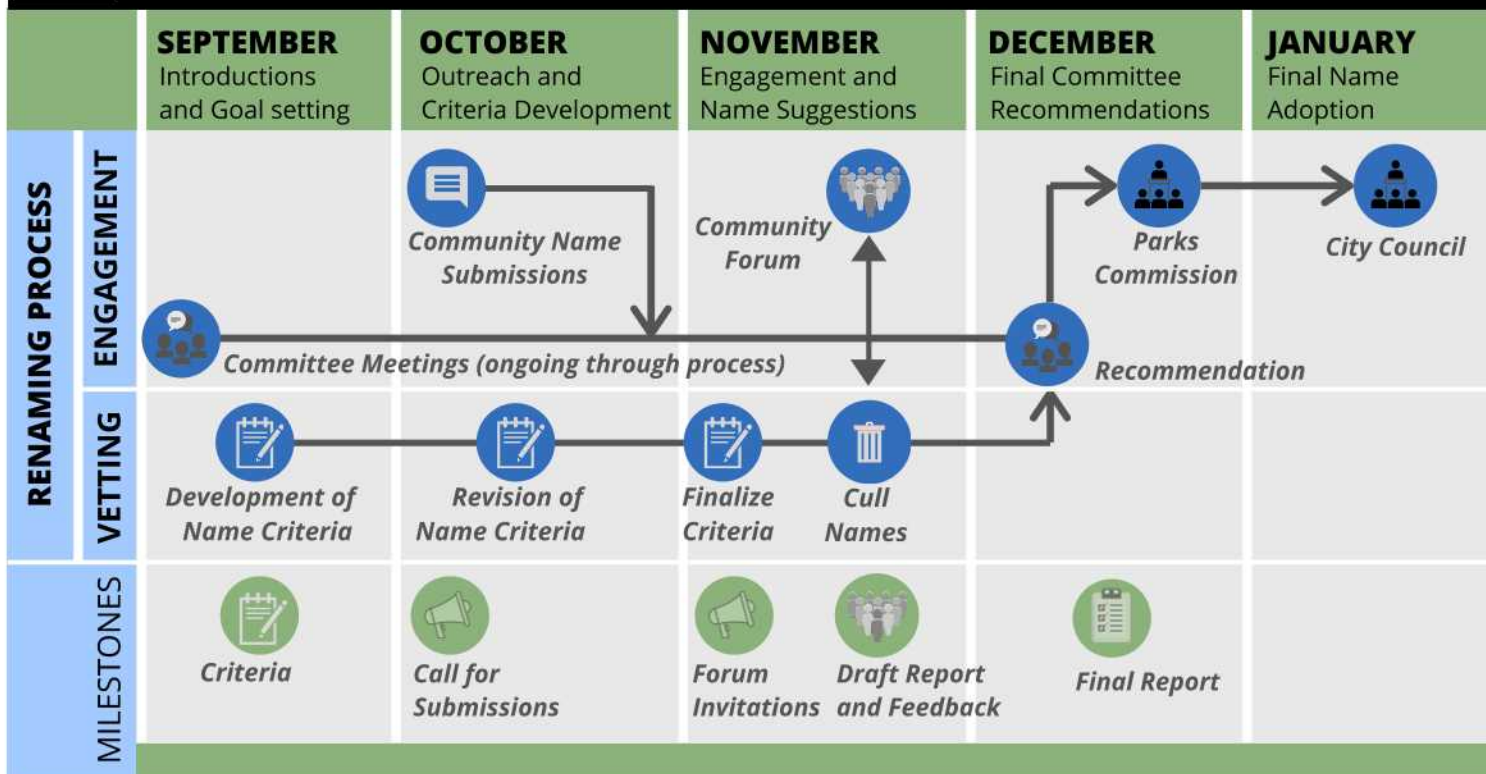 SEPTEMBER
Introductions
and Goal setting
OCTOBER
Outreach and
Criteria Development
NOVEMBER
Engagement and
Name Suggestions
DECEMBER
Final Committee
Recommendations
JANUARY
Final Name
Adoption
RENAMING PROCESS
ENGAGEMENT
Community Name
Submissions
Community
Forum
Parks
Commission
City Council
Committee Meetings (ongoing through process)
Recommendation
VETTING
Development of
Name Criteria
Revision of
Name Criteria
Finalize
Criteria
Cull
Names
MILESTONES
Criteria
Call for
Submissions
Forum
Invitations
Draft Report
and Feedback
Final Report